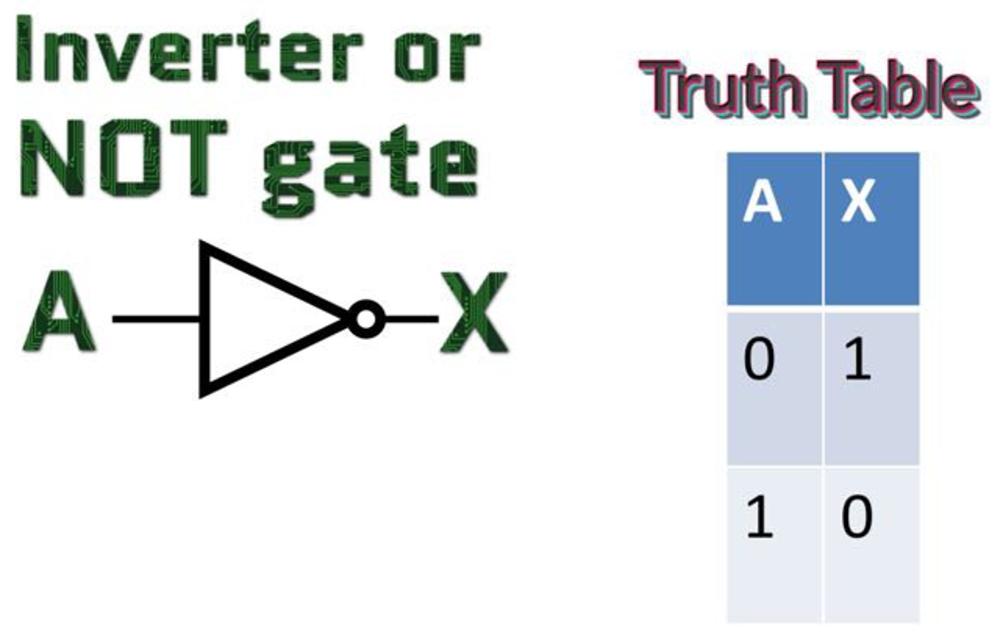 Inverter or
NOT gate
A X
Truth Table
A X
0 1
1 0